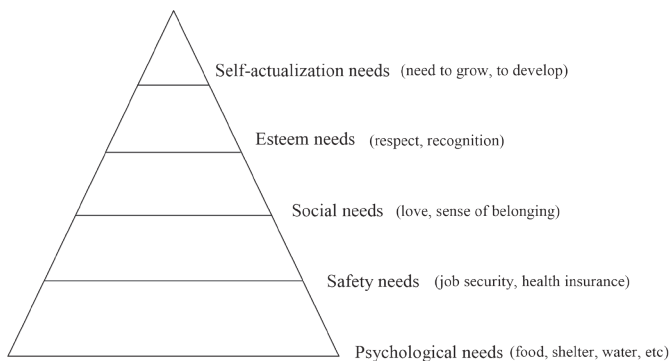 Self-actualization needs (need to grow, to develop)
Esteem needs (respect, recognition)
Social needs (love, sense of belonging)
Safety needs (job security, health insurance)
Psychological needs (food, shelter, water, etc)